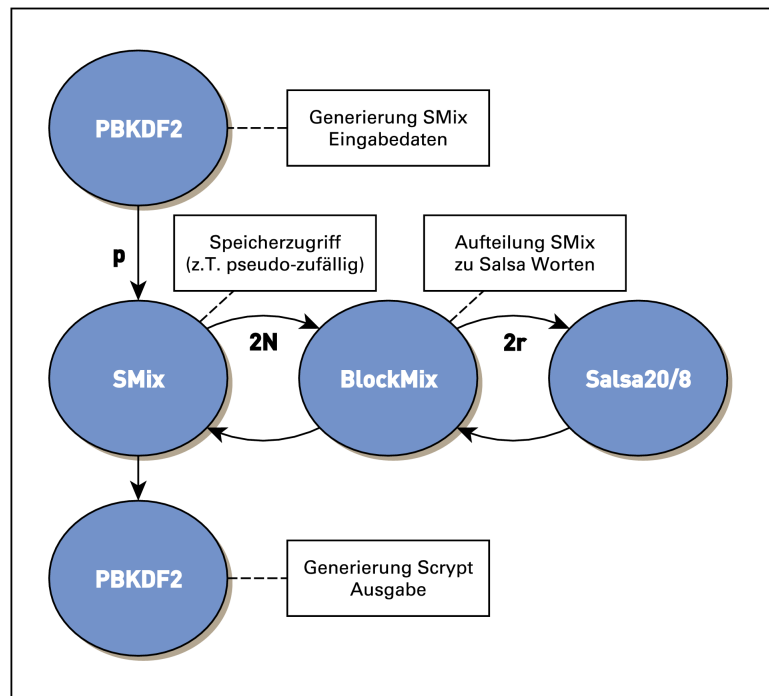 PBKDF2
Generierung SMix
Eingabedaten
p
Speicherzugriff
(z.T. pseudo-zufällig)
Aufteilung SMix
zu Salsa Worten
SMix
2N
BlockMix
2r
Salsa20/8
PBKDF2
Generierung Scrypt
Ausgabe